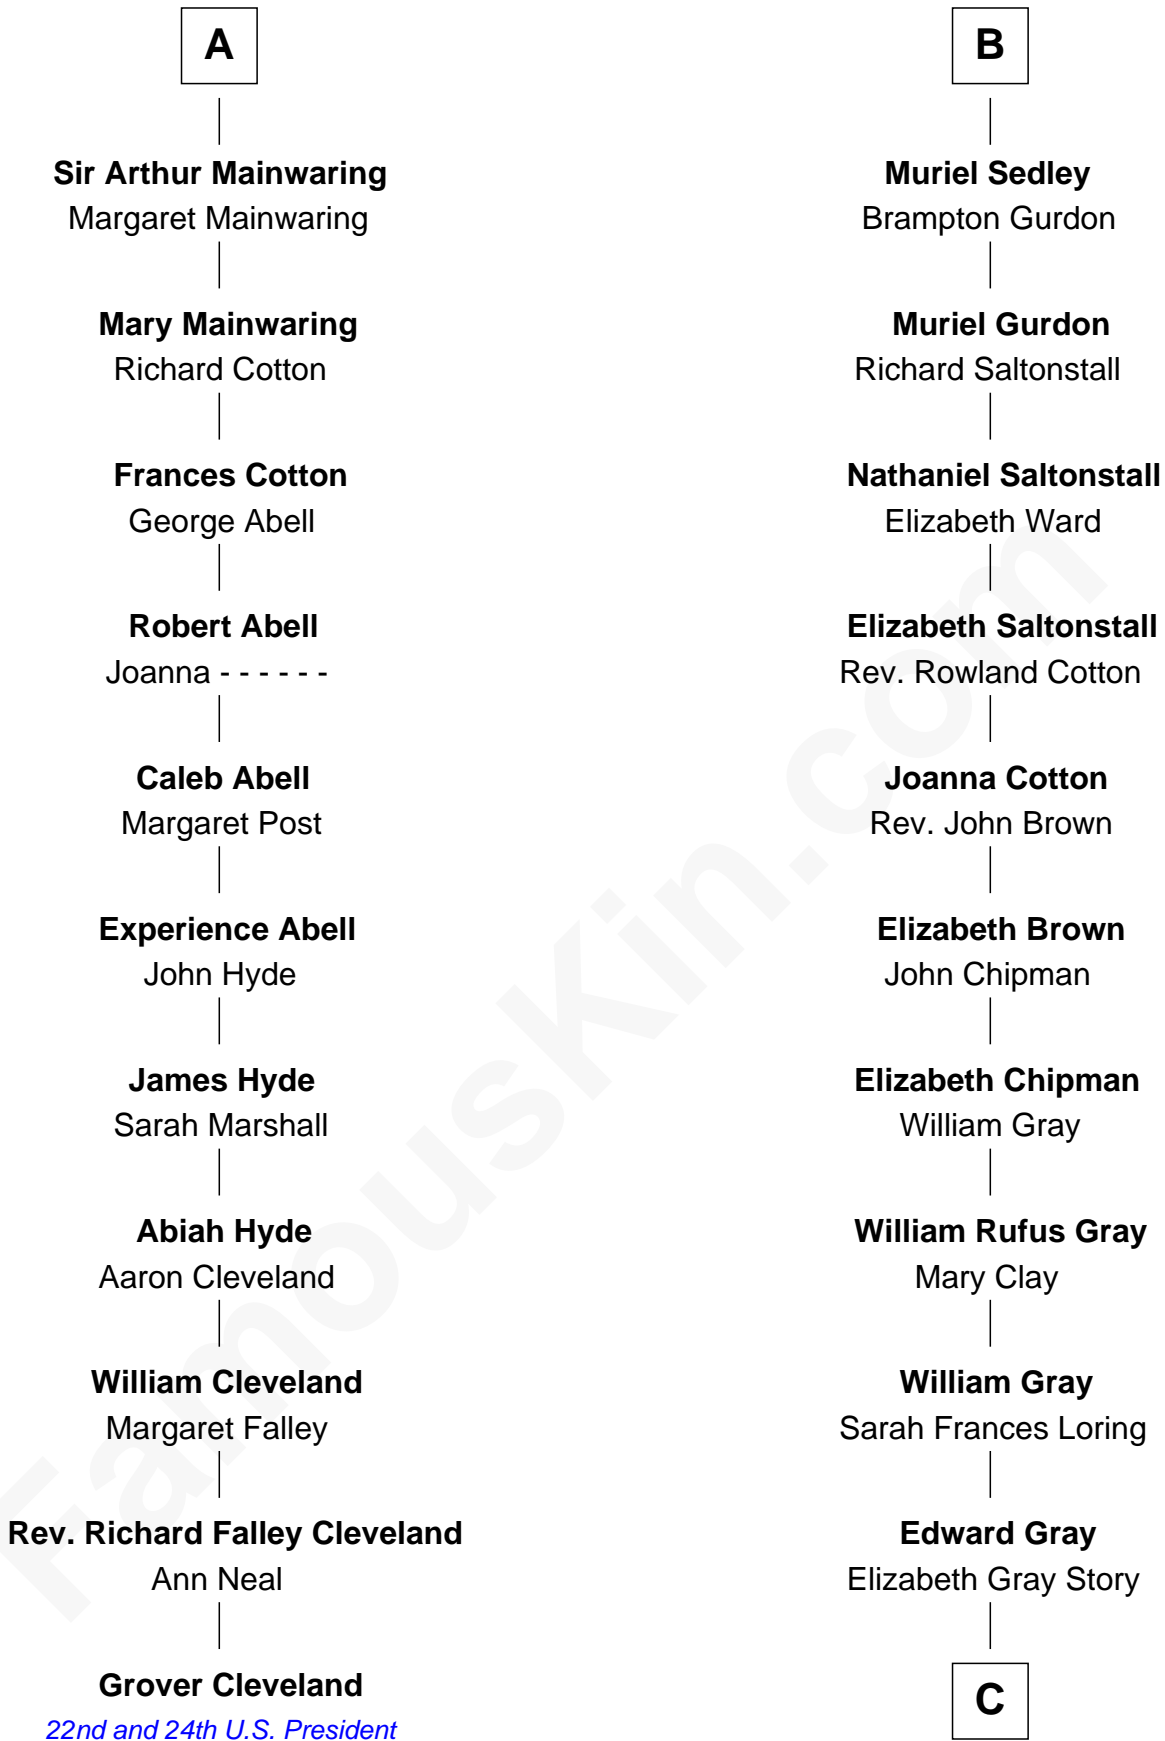 A
Sir Arthur Mainwaring
Margaret Mainwaring
Mary Mainwaring
Richard Cotton
Frances Cotton
George Abell
Robert Abell
Joanna - - - - - -
Caleb Abell
Margaret Post
Experience Abell
John Hyde
James Hyde
Sarah Marshall
Abiah Hyde
Aaron Cleveland
William Cleveland
Margaret Falley
Rev. Richard Falley Cleveland
Ann Neal
Grover Cleveland
22nd and 24th U.S. President
B
Muriel Sedley
Brampton Gurdon
Muriel Gurdon
Richard Saltonstall
Nathaniel Saltonstall
Elizabeth Ward
Elizabeth Saltonstall
Rev. Rowland Cotton
Joanna Cotton
Rev. John Brown
Elizabeth Brown
John Chipman
Elizabeth Chipman
William Gray
William Rufus Gray
Mary Clay
William Gray
Sarah Frances Loring
Edward Gray
Elizabeth Gray Story
C
FamousKin.com